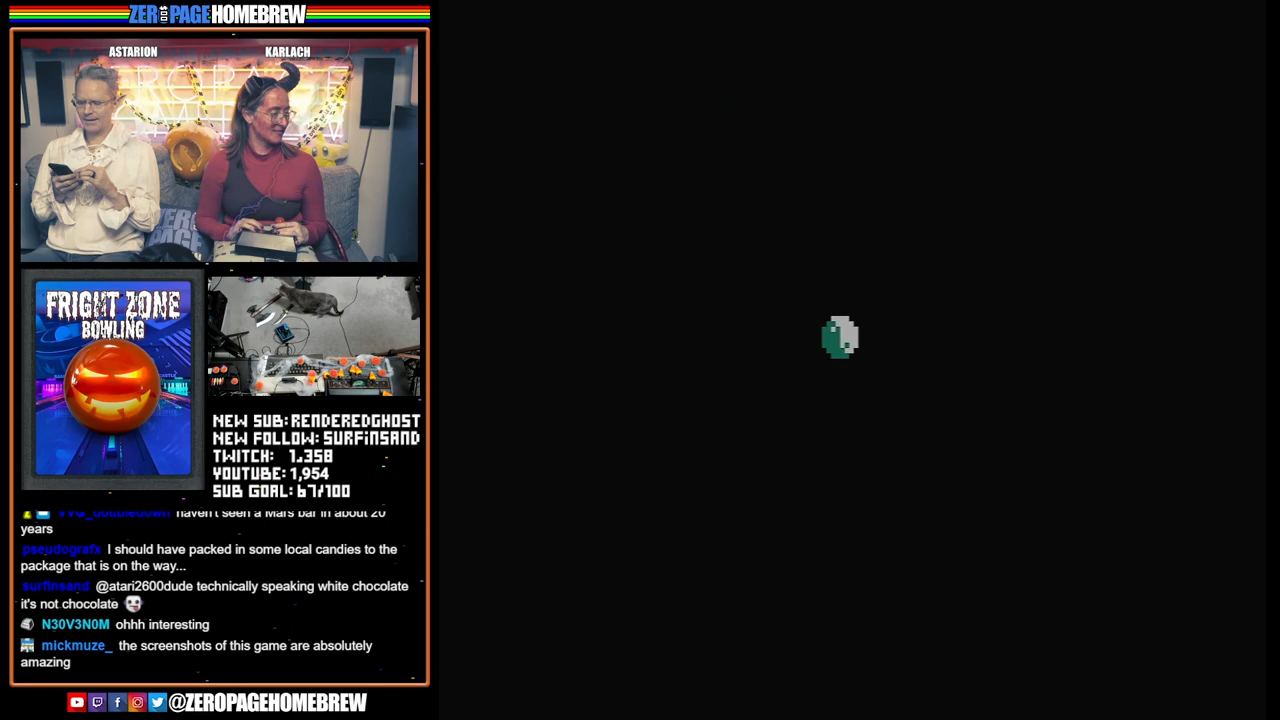 ZEROPAGEHOMEBREW
ASTARION KARLACH
FRIGHT ZONE
BOWLING
ZERO
PAGE
NEW SUB: RENDEREDGHOST
NEW FOLLOW: SURFINSAND
TWITCH: 1,358
YOUTUBE: 1,954
SUB GOAL: 67/100
VVG_doubledown haven't seen a Mars bar in about 20
years
pseudografx I should have packed in some local candies to the
package that is on the way...
surfinsand @atari2600dude technically speaking white chocolate
it's not chocolate
N30V3N0M ohhh interesting
mickmuze_ the screenshots of this game are absolutely
amazing
@ZEROPAGEHOMEBREW